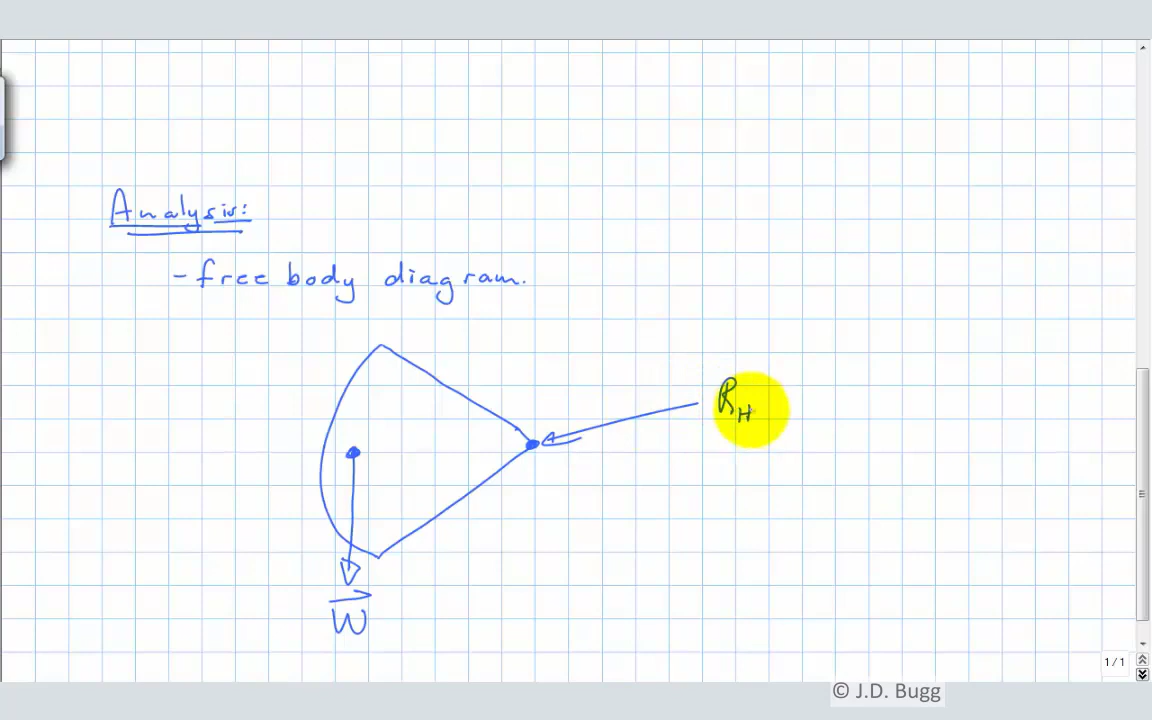 Analysis:
- free body diagram.
R_H
W
1 / 1
© J.D. Bugg